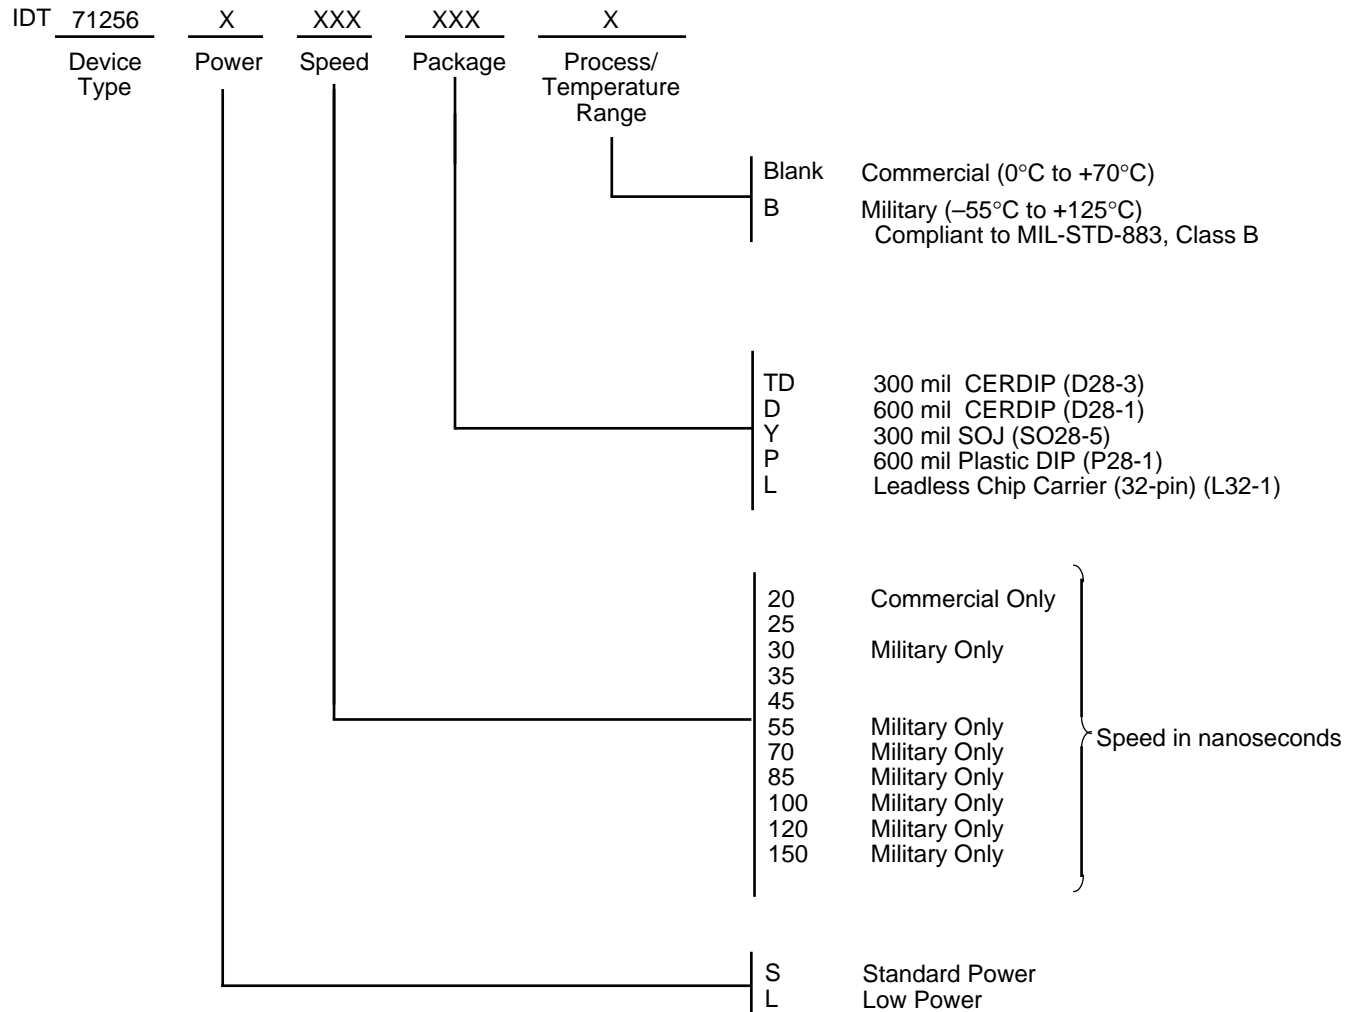 IDT 71256 X XXX XXX X
Device Type Power Speed Package Process/ Temperature Range
Blank Commercial (0°C to +70°C)
B Military (–55°C to +125°C)
Compliant to MIL-STD-883, Class B
TD 300 mil CERDIP (D28-3)
D 600 mil CERDIP (D28-1)
Y 300 mil SOJ (SO28-5)
P 600 mil Plastic DIP (P28-1)
L Leadless Chip Carrier (32-pin) (L32-1)
20 Commercial Only
25
30 Military Only
35
45
55 Military Only
70 Military Only
85 Military Only
100 Military Only
120 Military Only
150 Military Only
Speed in nanoseconds
S Standard Power
L Low Power